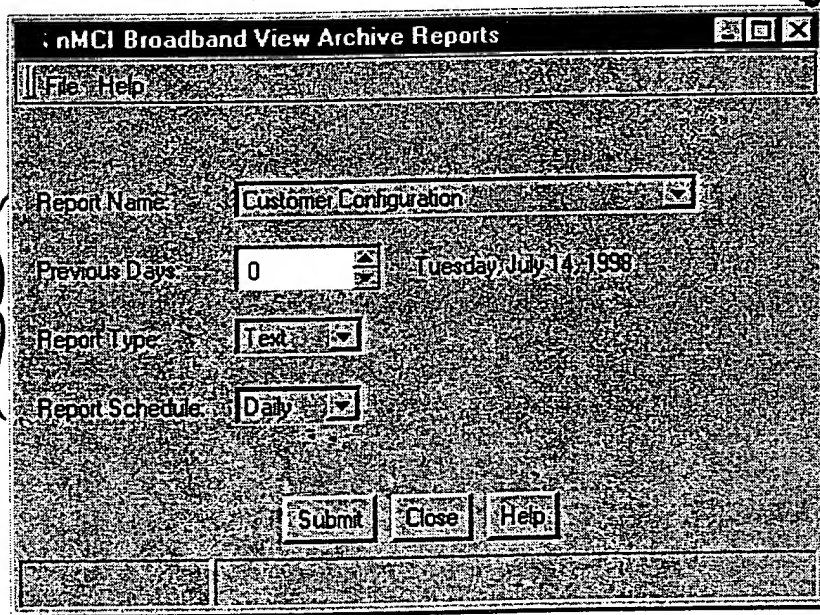 nMCI Broadband View Archive Reports
File Help
Report Name: Customer Configuration
Previous Days: 0 Tuesday, July 14, 1998
Report Type: Text
Report Schedule: Daily
Submit Close Help